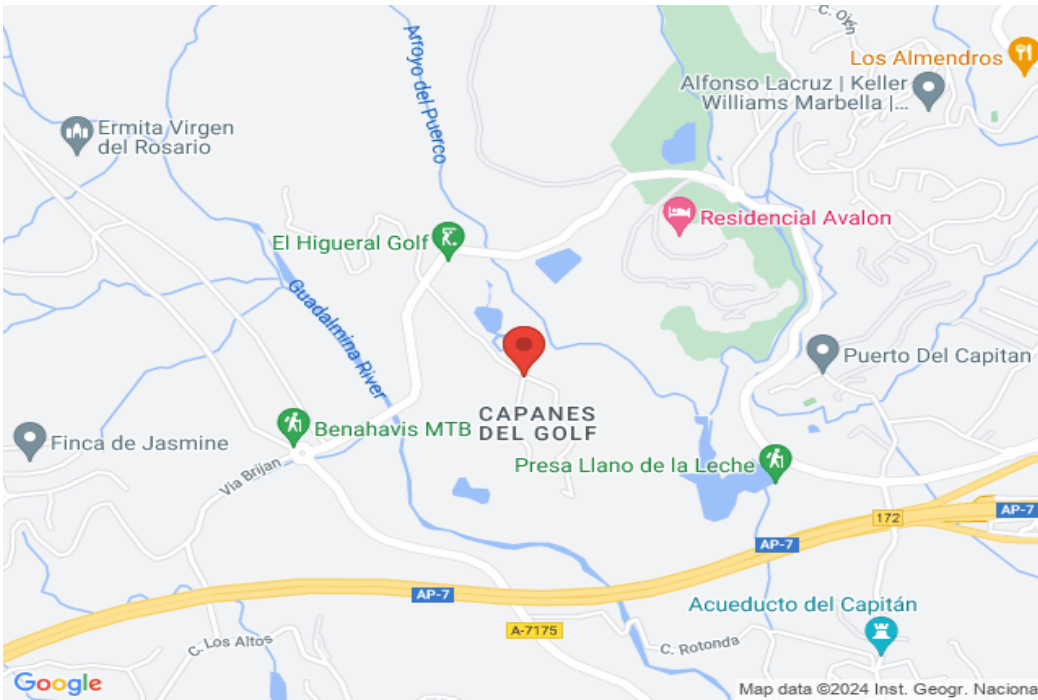 C. Ojén
Los Almendros
Arroyo del Puerco
Alfonso Lacruz | Keller
Williams Marbella |...
Ermita Virgen
del Rosario
Residencial Avalon
El Higueral Golf
Guadalmina River
Puerto Del Capitan
CAPANES
DEL GOLF
Benahavis MTB
Finca de Jasmine
Via Brijan
Presa Llano de la Leche
172
AP-7
AP-7
AP-7
Acueducto del Capitán
A-7175
C. Los Altos
C. Rotonda
Google
Map data ©2024 Inst. Geogr. Naciona